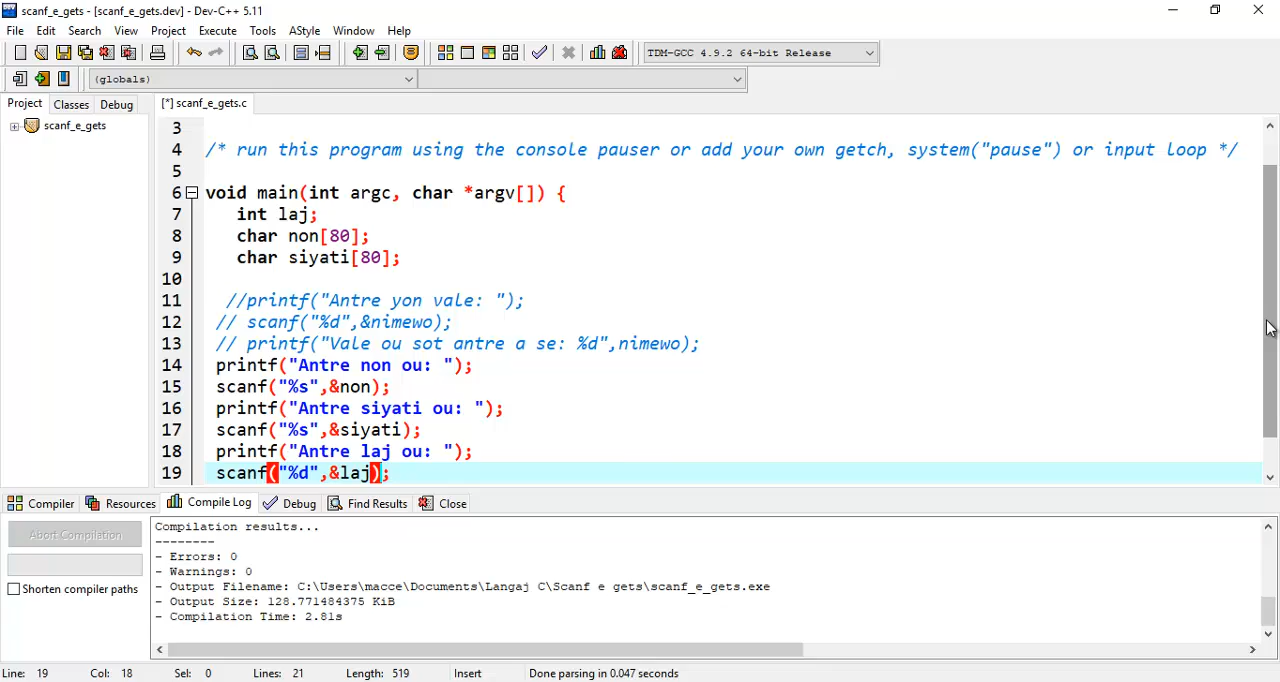 scanf_e_gets - [scanf_e_gets.dev] - Dev-C++ 5.11
File Edit Search View Project Execute Tools AStyle Window Help
TDM-GCC 4.9.2 64-bit Release
(globals)
Project Classes Debug [*] scanf_e_gets.c
scanf_e_gets
3
4 /* run this program using the console pauser or add your own getch, system("pause") or input loop */
5
6 void main(int argc, char *argv[]) {
7 int laj;
8 char non[80];
9 char siyati[80];
10
11 //printf("Antre yon vale: ");
12 // scanf("%d",&nimewo);
13 // printf("Vale ou sot antre a se: %d",nimewo);
14 printf("Antre non ou: ");
15 scanf("%s",&non);
16 printf("Antre siyati ou: ");
17 scanf("%s",&siyati);
18 printf("Antre laj ou: ");
19 scanf("%d",&laj);
Compiler Resources Compile Log Debug Find Results Close
Abort Compilation
Shorten compiler paths
Compilation results...
--------
- Errors: 0
- Warnings: 0
- Output Filename: C:\Users\macce\Documents\Langaj C\Scanf e gets\scanf_e_gets.exe
- Output Size: 128.771484375 KiB
- Compilation Time: 2.81s
Line: 19 Col: 18 Sel: 0 Lines: 21 Length: 519 Insert Done parsing in 0.047 seconds